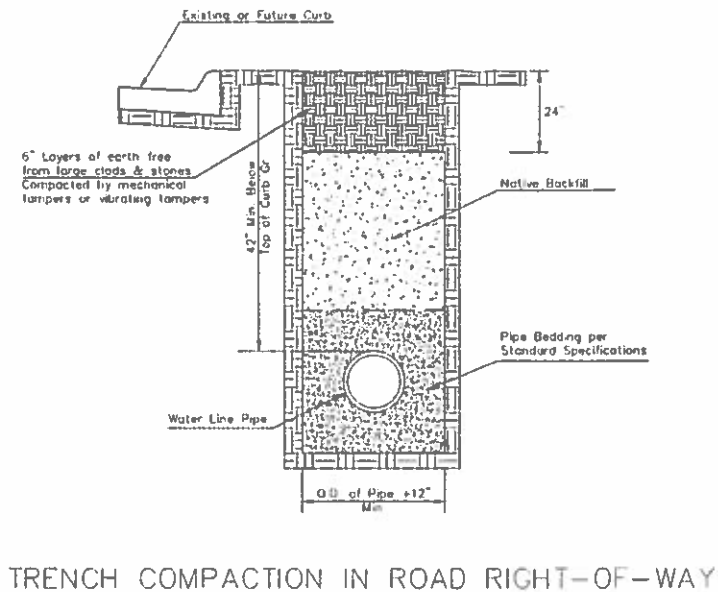 Existing or Future Curb
24"
6" Layers of earth free
from large clods & stones
Compacted by mechanical
tampers or vibrating tampers
42" Min. Below
Top of Curb Gr
Native Backfill
Pipe Bedding per
Standard Specifications
Water Line Pipe
O.D. of Pipe +12"
Min
TRENCH COMPACTION IN ROAD RIGHT-OF-WAY